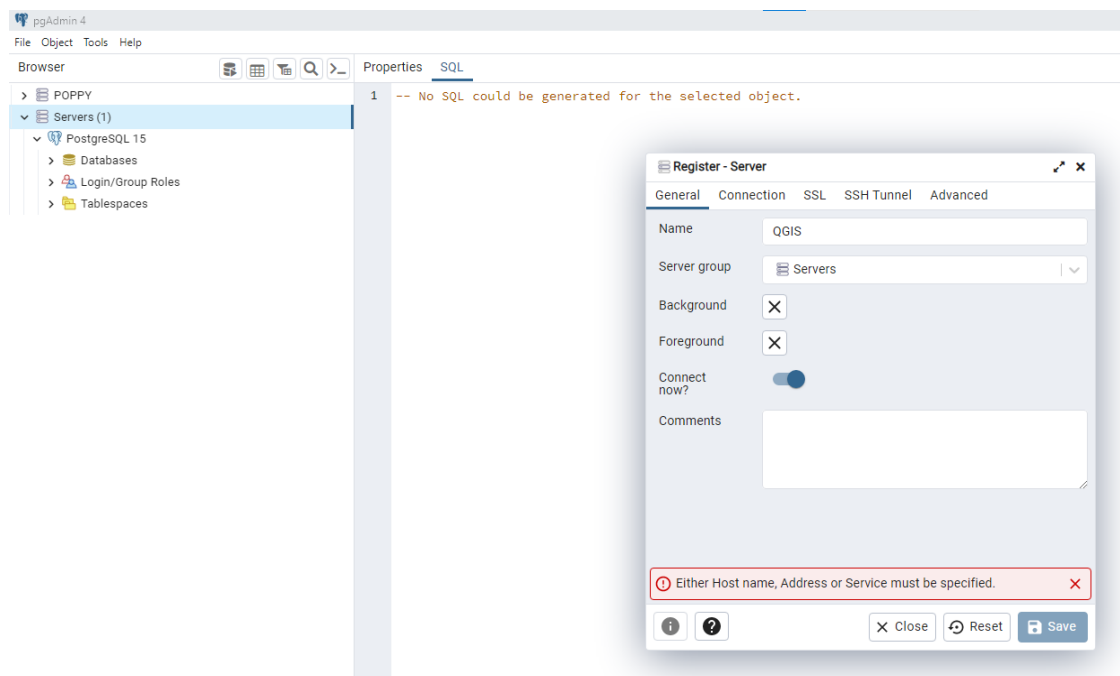 pgAdmin 4
File Object Tools Help
Browser
Properties SQL
POPPY
Servers (1)
PostgreSQL 15
Databases
Login/Group Roles
Tablespaces
1 -- No SQL could be generated for the selected object.
Register - Server
General Connection SSL SSH Tunnel Advanced
Name QGIS
Server group Servers
Background
Foreground
Connect
now?
Comments
Either Host name, Address or Service must be specified.
Close Reset Save